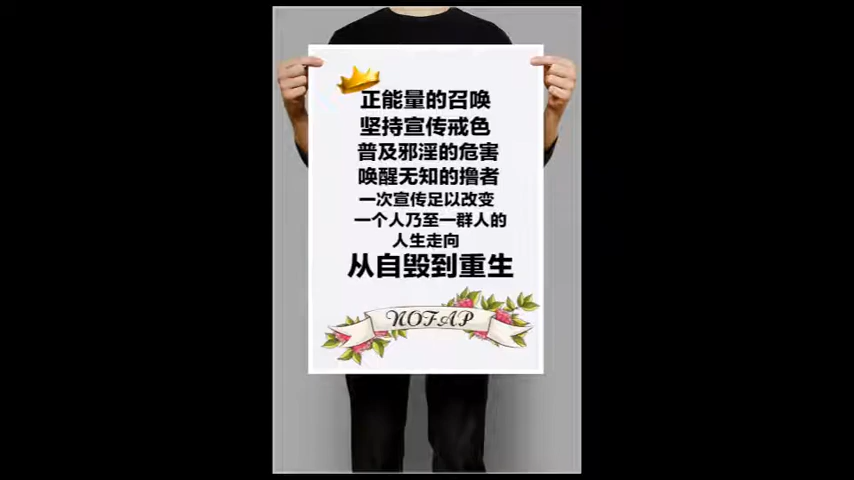 正能量的召唤
坚持宣传戒色
普及邪淫的危害
唤醒无知的撸者
一次宣传足以改变
一个人乃至一群人的
人生走向
从自毁到重生
NOFAP